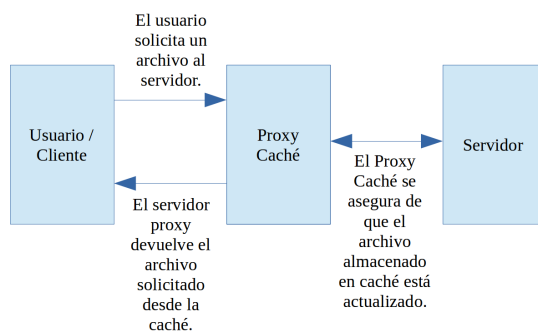 El usuario
solicita un
archivo al
servidor.
Usuario /
Cliente
Proxy
Caché
Servidor
El servidor
proxy
devuelve el
archivo
solicitado
desde la
caché.
El Proxy
Caché se
asegura de
que el
archivo
almacenado
en caché está
actualizado.